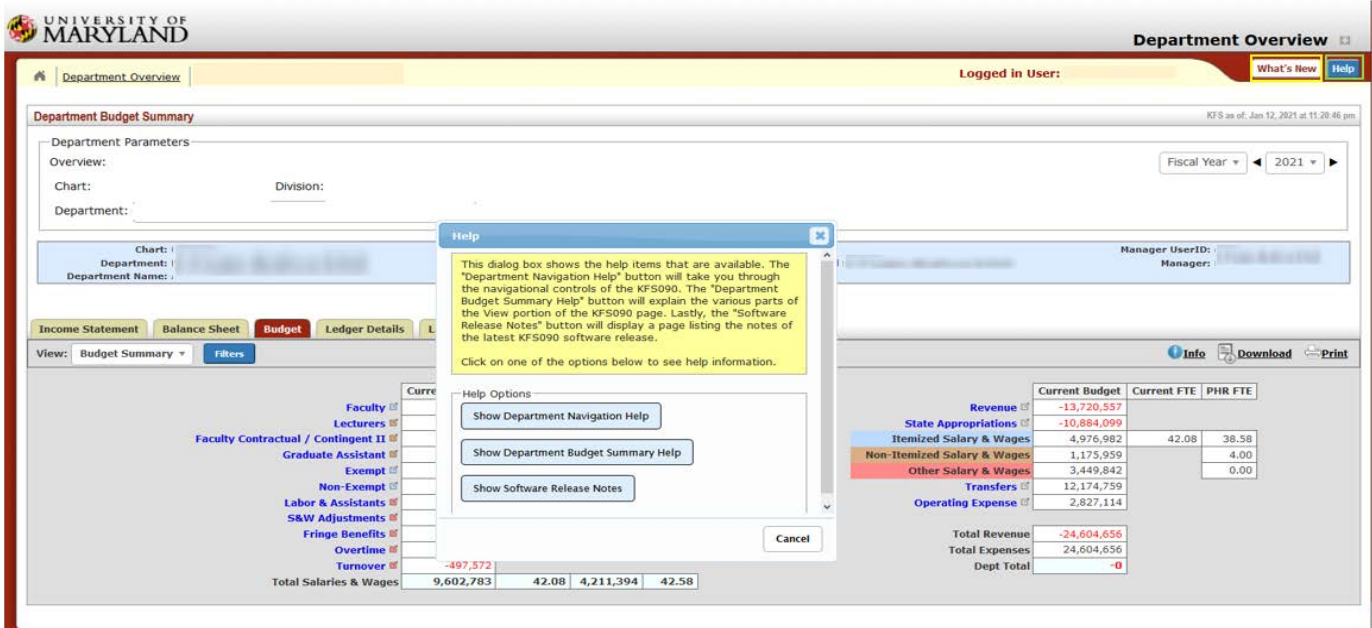 UNIVERSITY OF
MARYLAND
Department Overview
Department Overview
Logged in User:
What's New Help
Department Budget Summary
KFS as of: Jan 12, 2021 at 11:20:46 pm
Department Parameters
Overview:
Fiscal Year 2021
Chart: Division:
Department:
Chart:
Department:
Department Name:
Manager UserID:
Manager:
Help
This dialog box shows the help items that are available. The
"Department Navigation Help" button will take you through
the navigational controls of the KFS090. The "Department
Budget Summary Help" button will explain the various parts of
the View portion of the KFS090 page. Lastly, the "Software
Release Notes" button will display a page listing the notes of
the latest KFS090 software release.
Click on one of the options below to see help information.
Help Options
Show Department Navigation Help
Show Department Budget Summary Help
Show Software Release Notes
Cancel
Income Statement Balance Sheet Budget Ledger Details L
View: Budget Summary Filters
Info Download Print
Curre
Faculty
Lecturers
Faculty Contractual / Contingent II
Graduate Assistant
Exempt
Non-Exempt
Labor & Assistants
S&W Adjustments
Fringe Benefits
Overtime
Turnover -497,572
Total Salaries & Wages 9,602,783 42.08 4,211,394 42.58
Current Budget Current FTE PHR FTE
Revenue -13,720,557
State Appropriations -10,884,099
Itemized Salary & Wages 4,976,982 42.08 38.58
Non-Itemized Salary & Wages 1,175,959 4.00
Other Salary & Wages 3,449,842 0.00
Transfers 12,174,759
Operating Expense 2,827,114
Total Revenue -24,604,656
Total Expenses 24,604,656
Dept Total -0